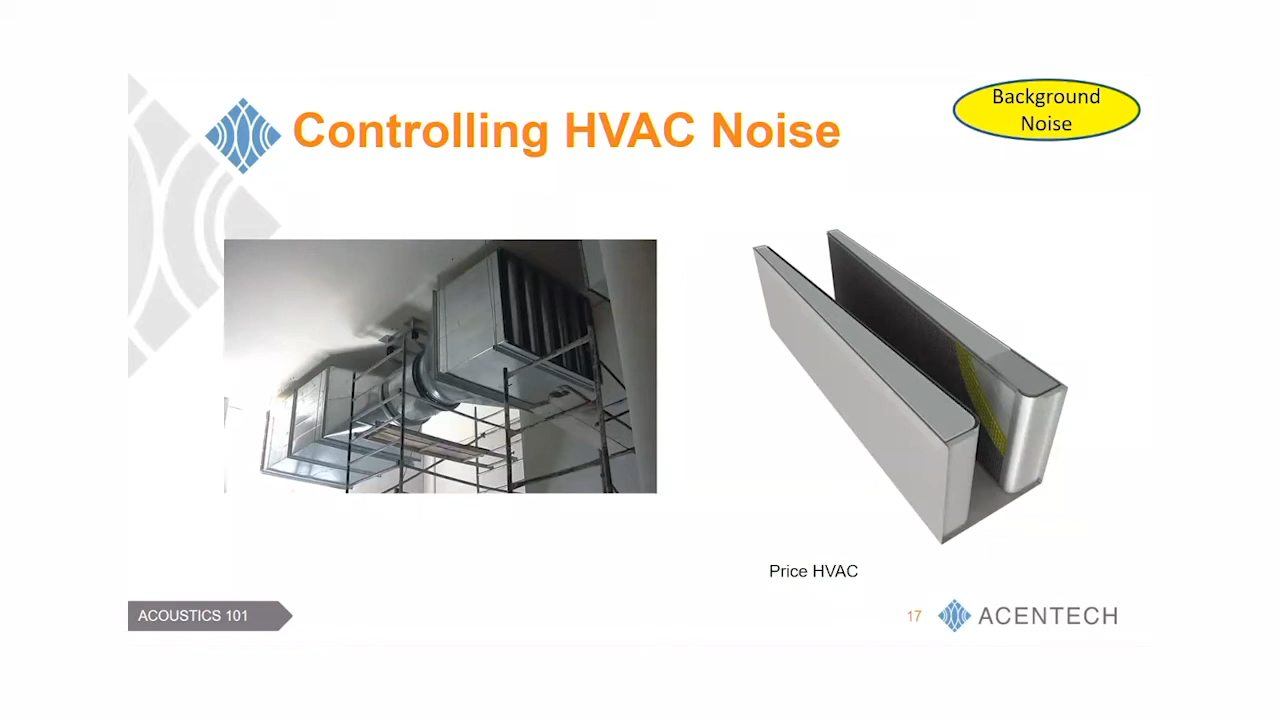 Controlling HVAC Noise
Background
Noise
Price HVAC
ACOUSTICS 101
17
ACENTECH